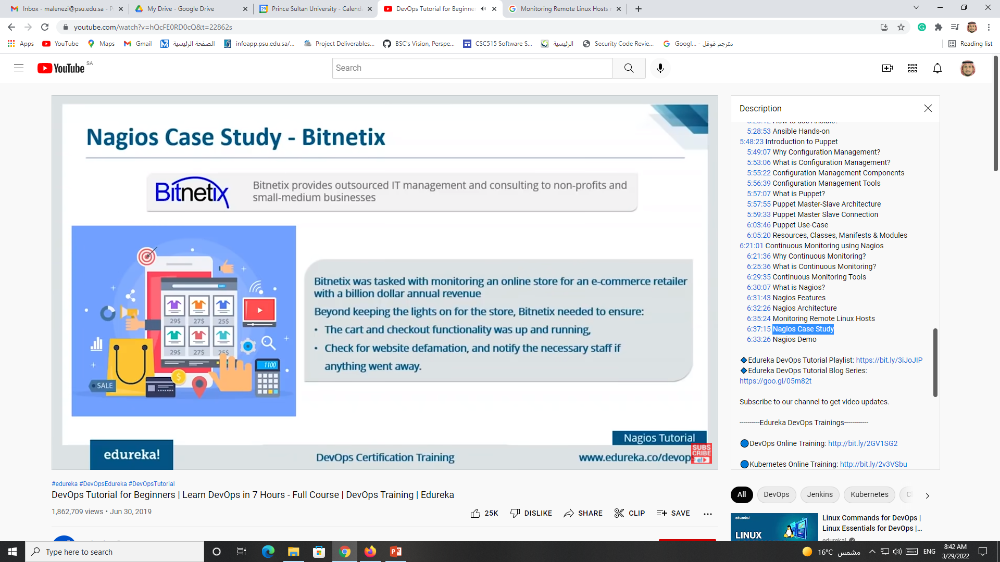 Inbox - malenezi@psu.edu.sa - P
My Drive - Google Drive
Prince Sultan University - Calend
DevOps Tutorial for Beginner
Monitoring Remote Linux Hosts
youtube.com/watch?v=hQcFE0RD0cQ&t=22862s
Apps
YouTube
Maps
Gmail
الصفحة الرئيسية
infoapp.psu.edu.sa/...
Project Deliverables...
BSC's Vision, Perspe...
CSC515 Software S...
الرئيسية
Security Code Revie...
Googl... - مترجم قوقل
Reading list
YouTube SA
Search
Nagios Case Study - Bitnetix
Bitnetix
Bitnetix provides outsourced IT management and consulting to non-profits and
small-medium businesses
29$ 27$ 25$
29$ 27$ 25$
1100
SALE
Bitnetix was tasked with monitoring an online store for an e-commerce retailer
with a billion dollar annual revenue
Beyond keeping the lights on for the store, Bitnetix needed to ensure:
• The cart and checkout functionality was up and running,
• Check for website defamation, and notify the necessary staff if
anything went away.
Nagios Tutorial
SUBS
CRIBE
e!
edureka!
DevOps Certification Training
www.edureka.co/devop
#edureka #DevOpsEdureka #DevOpsTutorial
DevOps Tutorial for Beginners | Learn DevOps in 7 Hours - Full Course | DevOps Training | Edureka
1,862,709 views • Jun 30, 2019
25K
DISLIKE
SHARE
CLIP
SAVE
Description
5:28:53 Ansible Hands-on
5:48:23 Introduction to Puppet
5:49:07 Why Configuration Management?
5:53:06 What is Configuration Management?
5:55:22 Configuration Management Components
5:56:39 Configuration Management Tools
5:57:07 What is Puppet?
5:57:55 Puppet Master-Slave Architecture
5:59:33 Puppet Master Slave Connection
6:03:46 Puppet Use-Case
6:05:20 Resources, Classes, Manifests & Modules
6:21:01 Continuous Monitoring using Nagios
6:21:36 Why Continuous Monitoring?
6:25:36 What is Continuous Monitoring?
6:29:35 Continuous Monitoring Tools
6:30:07 What is Nagios?
6:31:43 Nagios Features
6:32:26 Nagios Architecture
6:35:24 Monitoring Remote Linux Hosts
6:37:15 Nagios Case Study
6:33:26 Nagios Demo
🔹Edureka DevOps Tutorial Playlist: https://bit.ly/3iJoJIP
🔹Edureka DevOps Tutorial Blog Series:
https://goo.gl/05m82t
Subscribe to our channel to get video updates.
----------Edureka DevOps Trainings------------
🔵DevOps Online Training: http://bit.ly/2GV1SG2
🔵Kubernetes Online Training: http://bit.ly/2v3VSbu
All
DevOps
Jenkins
Kubernetes
edureka!
LINUX
Linux Commands for DevOps |
Linux Essentials for DevOps |...
edureka!
Type here to search
16°C مشمس
ENG
8:42 AM
3/29/2022